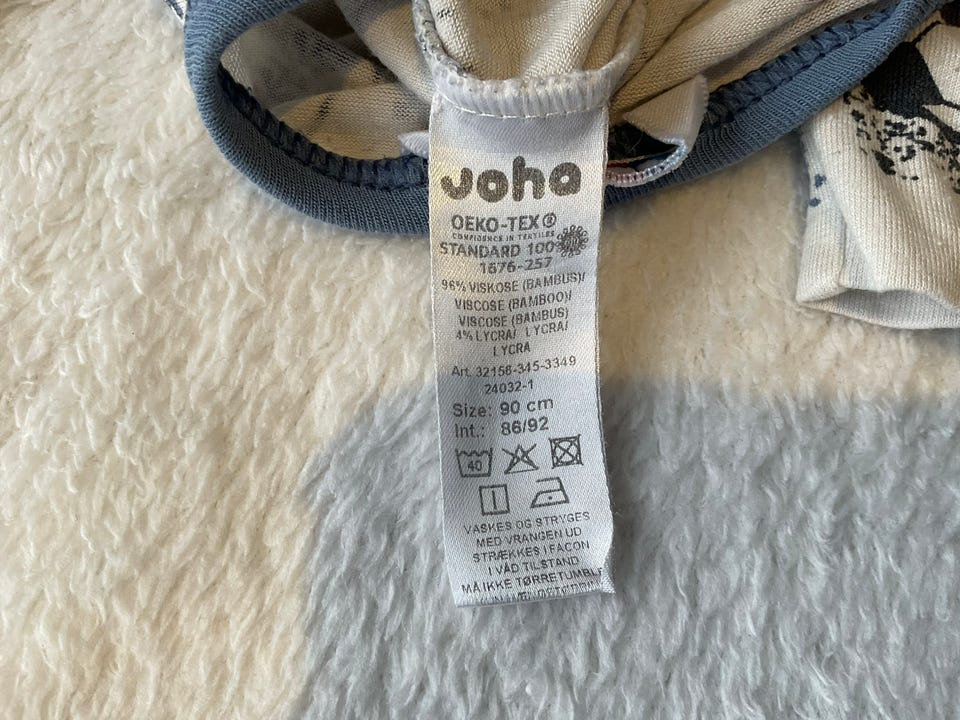 Joha
OEKO-TEX®
CONFIDENCE IN TEXTILES
STANDARD 100
1676-257
96% VISKOSE (BAMBUS)/
VISCOSE (BAMBOO)/
VISCOSE (BAMBUS)
4% LYCRA/ LYCRA/
LYCRA
Art. 32156-345-3349
24032-1
Size: 90 cm
Int.: 86/92
40
VASKES OG STRYGES
MED VRANGEN UD
STRÆKKES I FACON
I VÅD TILSTAND
MÅ IKKE TØRRETUMBLE